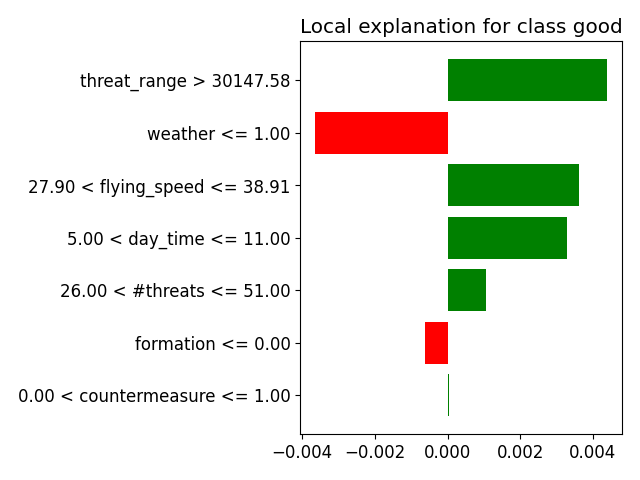 Local explanation for class good
threat_range > 30147.58
weather <= 1.00
27.90 < flying_speed <= 38.91
5.00 < day_time <= 11.00
26.00 < #threats <= 51.00
formation <= 0.00
0.00 < countermeasure <= 1.00
−0.004 −0.002 0.000 0.002 0.004